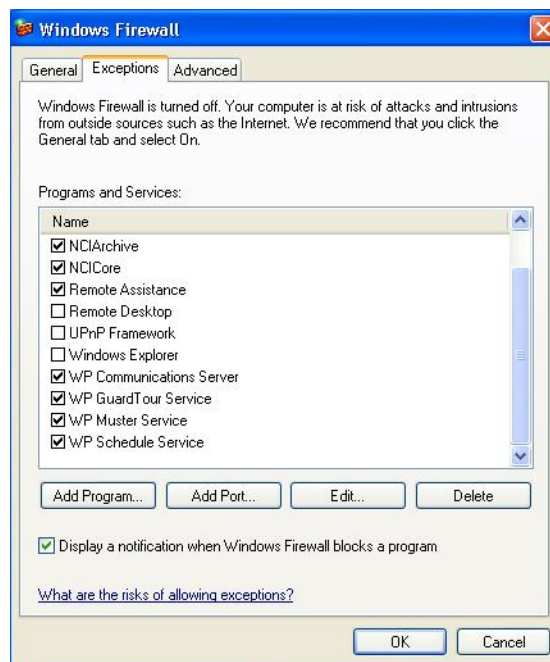 Windows Firewall
General Exceptions Advanced
Windows Firewall is turned off. Your computer is at risk of attacks and intrusions
from outside sources such as the Internet. We recommend that you click the
General tab and select On.
Programs and Services:
Name
NCIArchive
NCICore
Remote Assistance
Remote Desktop
UPnP Framework
Windows Explorer
WP Communications Server
WP GuardTour Service
WP Muster Service
WP Schedule Service
Add Program... Add Port... Edit... Delete
Display a notification when Windows Firewall blocks a program
What are the risks of allowing exceptions?
OK Cancel